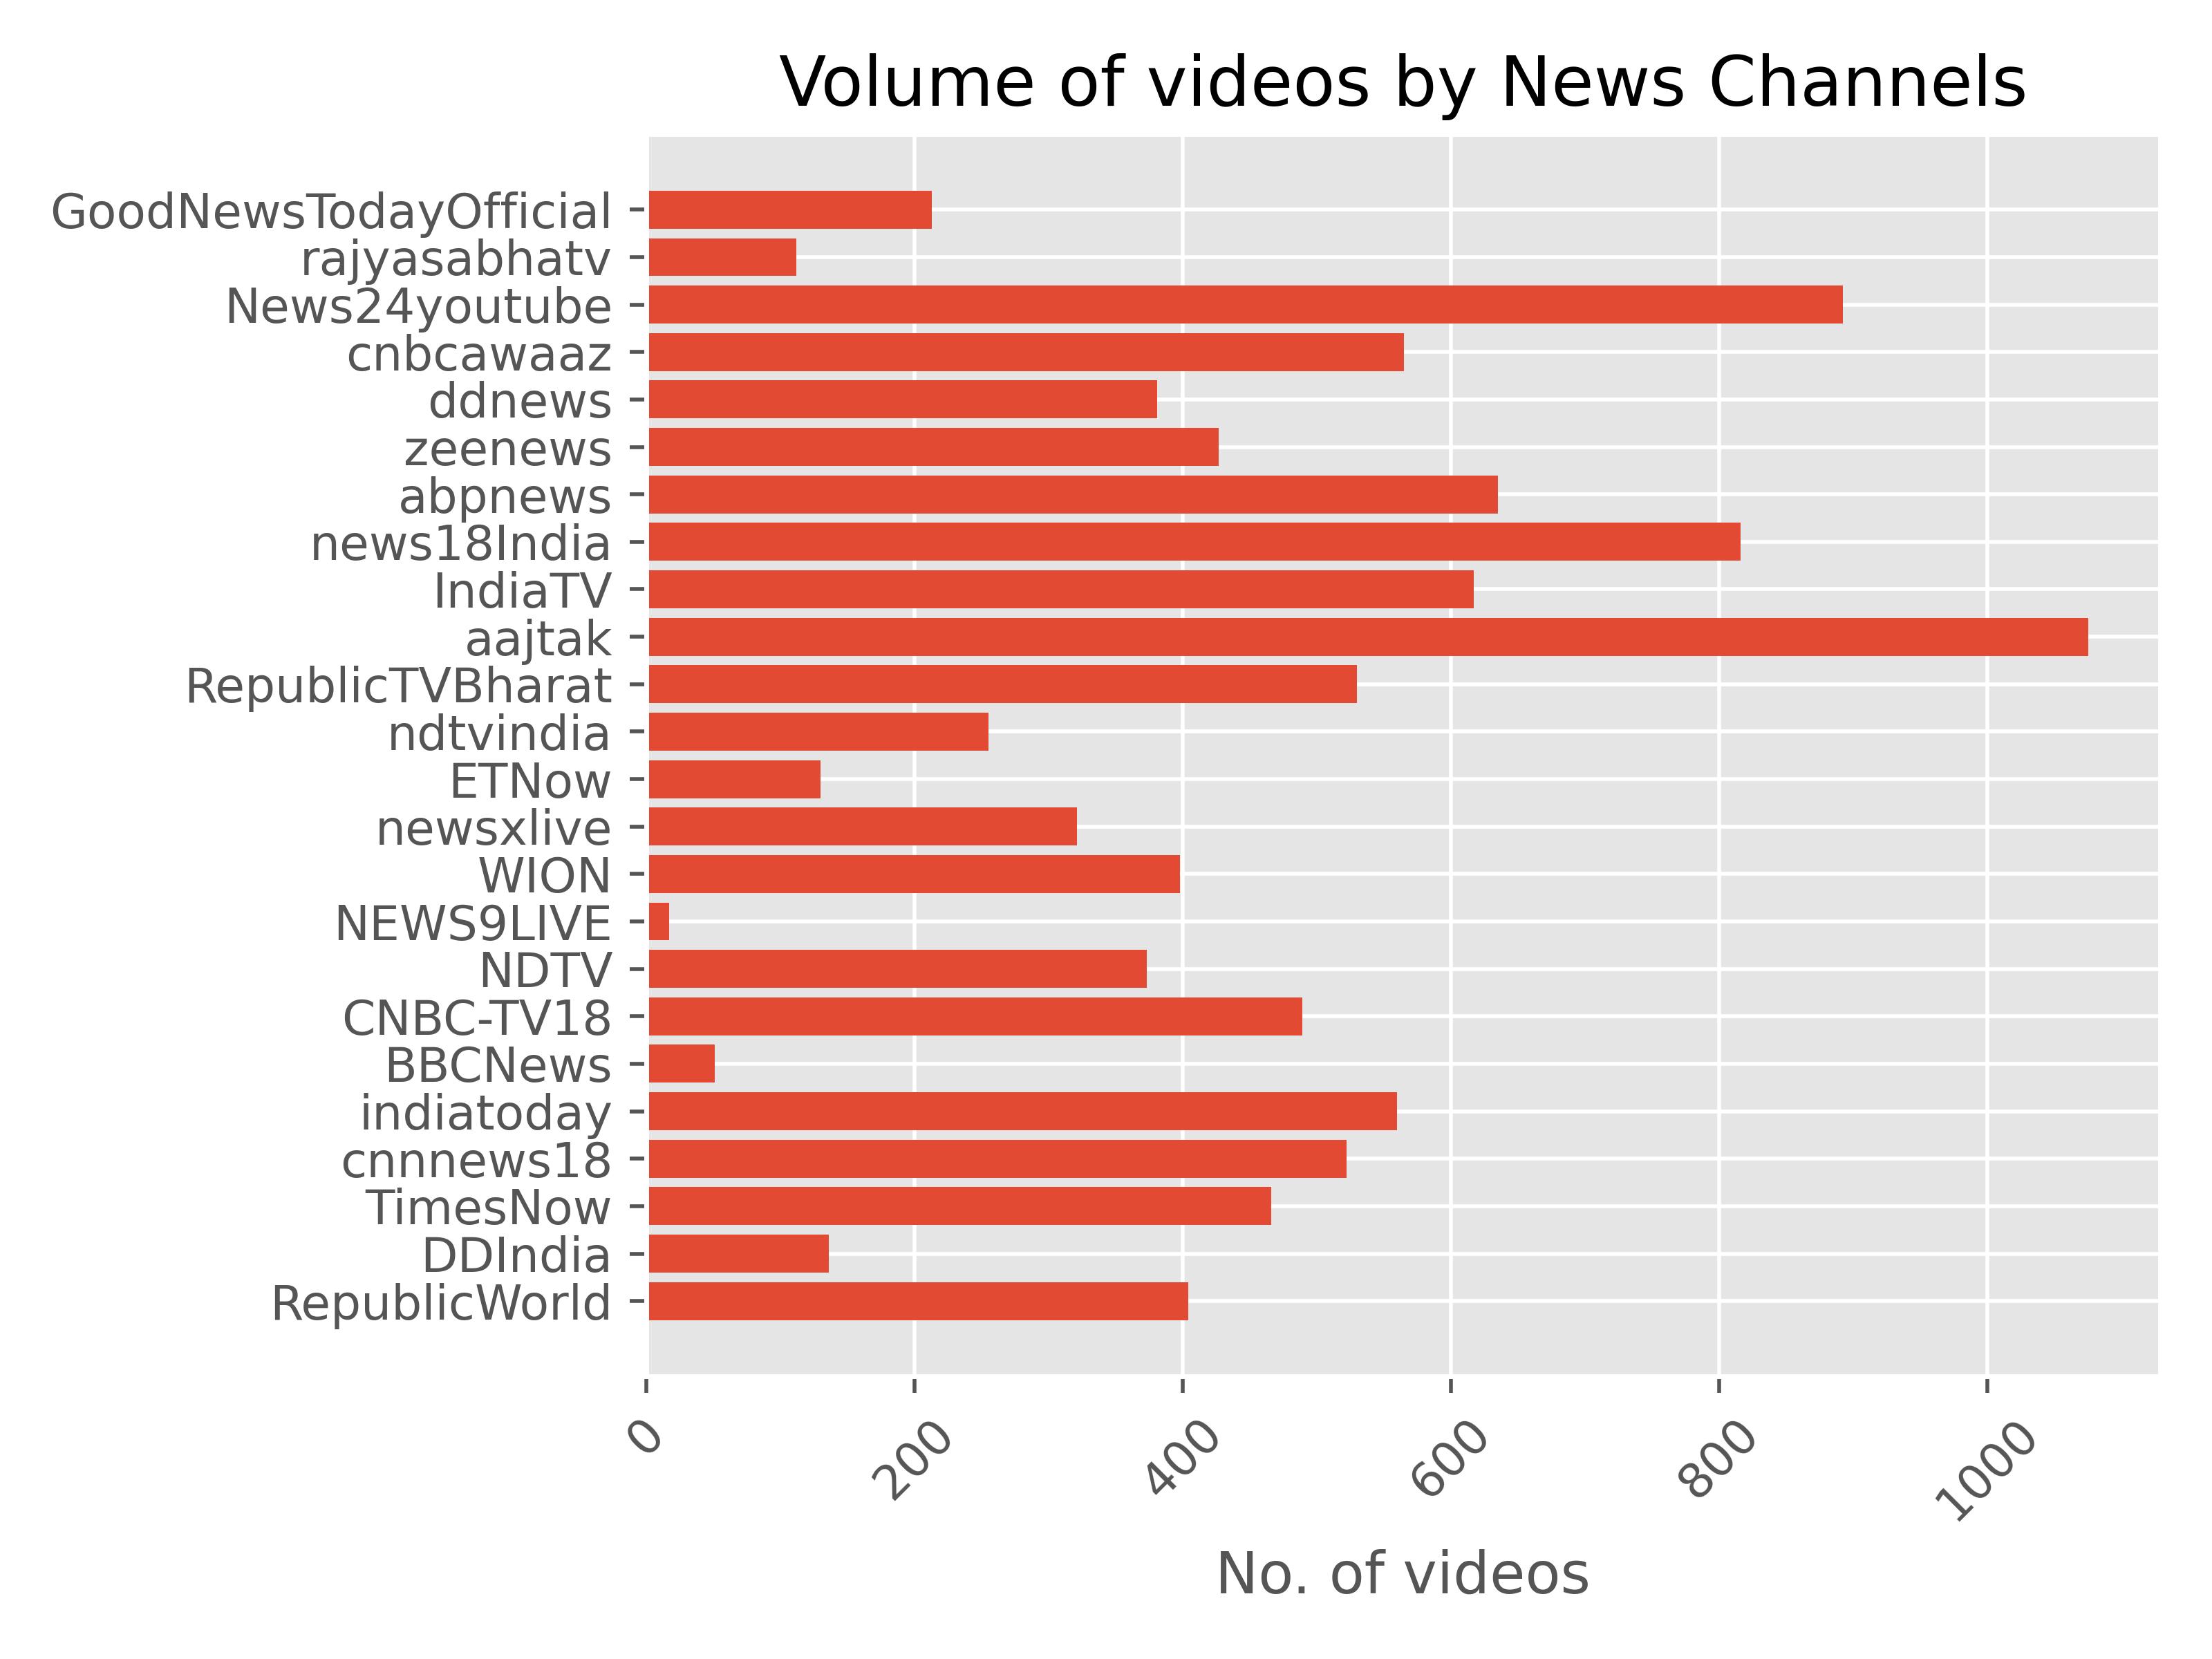 Volume of videos by News Channels
GoodNewsTodayOfficial
rajyasabhatv
News24youtube
cnbcawaaz
ddnews
zeenews
abpnews
news18India
IndiaTV
aajtak
RepublicTVBharat
ndtvindia
ETNow
newsxlive
WION
NEWS9LIVE
NDTV
CNBC-TV18
BBCNews
indiatoday
cnnnews18
TimesNow
DDIndia
RepublicWorld
0 200 400 600 800 1000
No. of videos